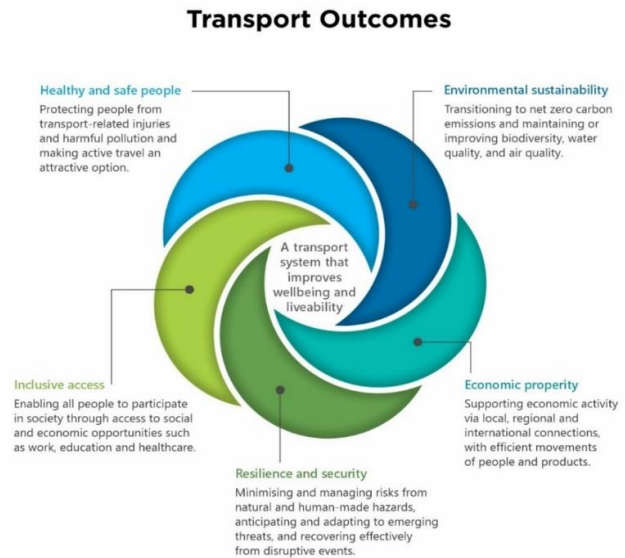 Transport Outcomes
Healthy and safe people
Protecting people from
transport-related injuries
and harmful pollution and
making active travel an
attractive option.
Environmental sustainability
Transitioning to net zero carbon
emissions and maintaining or
improving biodiversity, water
quality, and air quality.
A transport
system that
improves
wellbeing and
liveability
Inclusive access
Enabling all people to participate
in society through access to social
and economic opportunities such
as work, education and healthcare.
Economic properity
Supporting economic activity
via local, regional and
international connections,
with efficient movements
of people and products.
Resilience and security
Minimising and managing risks from
natural and human-made hazards,
anticipating and adapting to emerging
threats, and recovering effectively
from disruptive events.